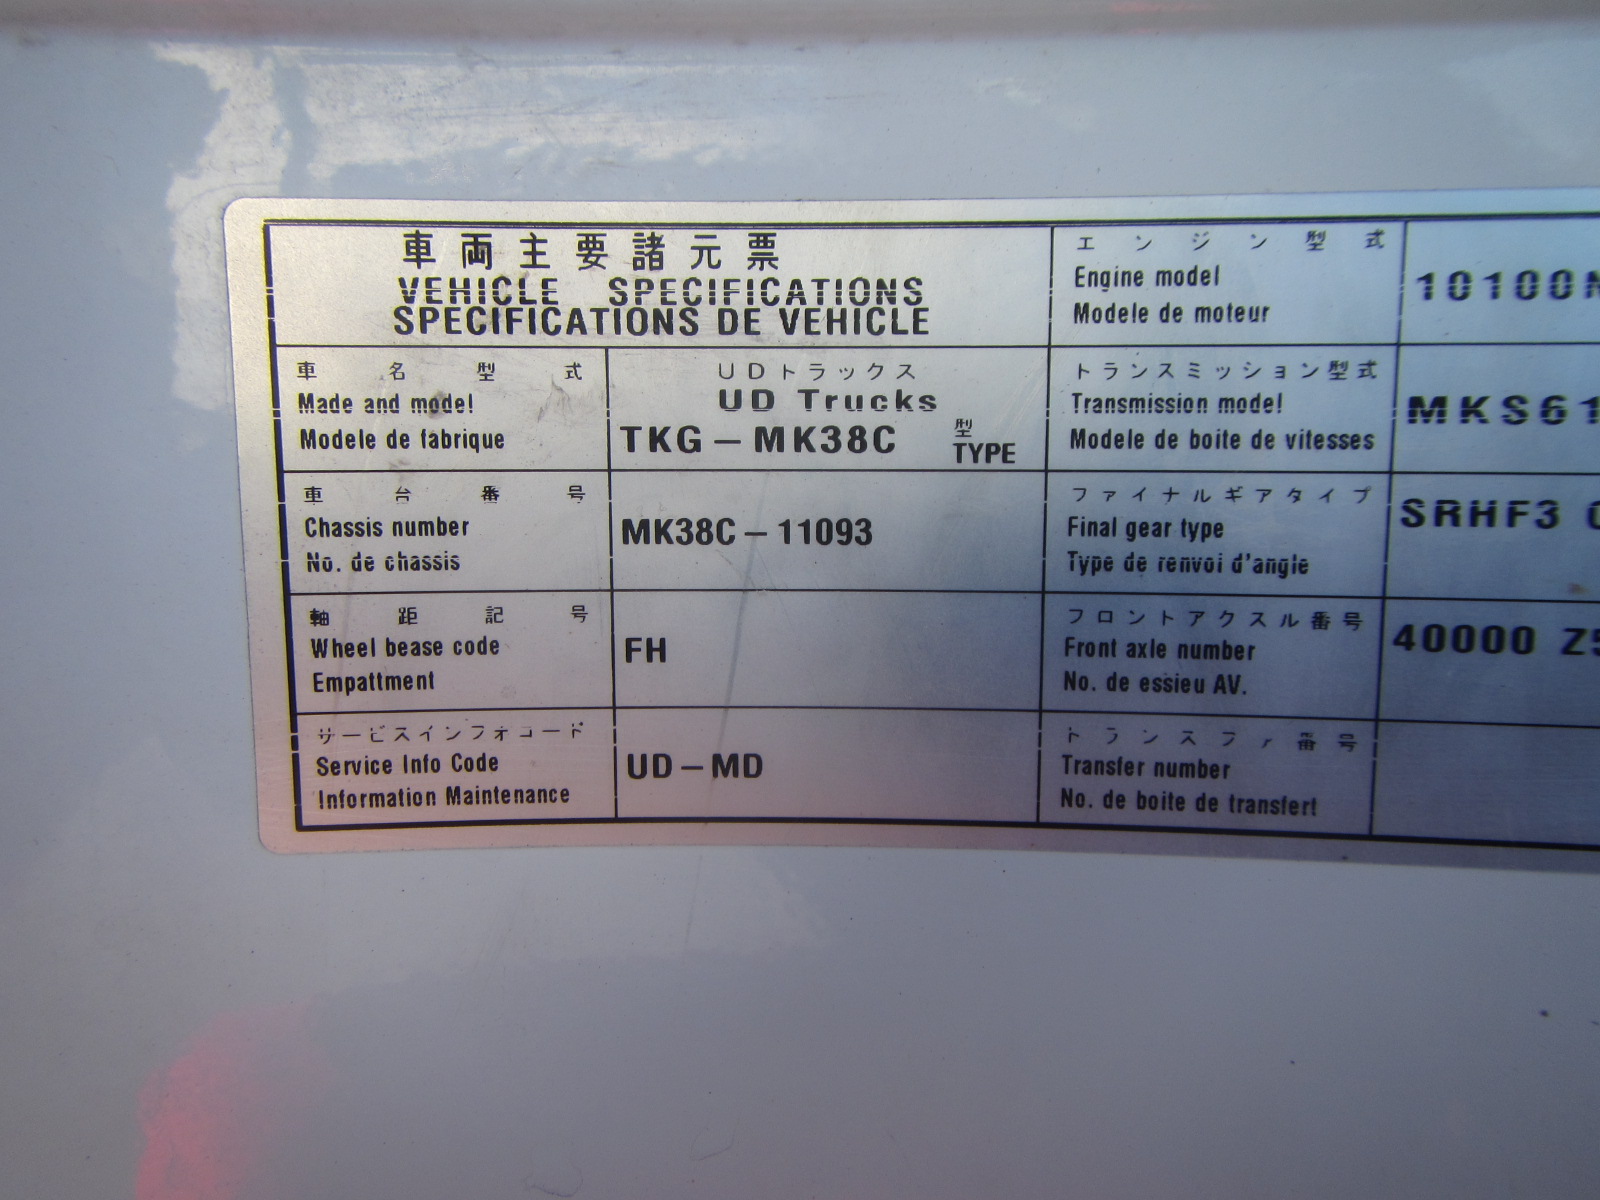 車両主要諸元票
VEHICLE SPECIFICATIONS
SPECIFICATIONS DE VEHICLE
車名型式
Made and model
Modele de fabrique
UDトラックス
UD Trucks
TKG－MK38C 型 TYPE
車台番号
Chassis number
No. de chassis
MK38C－11093
軸距記号
Wheel bease code
Empattment
FH
サービスインフォコード
Service Info Code
Information Maintenance
UD－MD
エンジン型式
Engine model
Modele de moteur
10100
トランスミッション型式
Transmission model
Modele de boite de vitesses
MKS61
ファイナルギアタイプ
Final gear type
Type de renvoi d'angle
SRHF3
フロントアクスル番号
Front axle number
No. de essieu AV.
40000 Z5
トランスファ番号
Transfer number
No. de boite de transfert